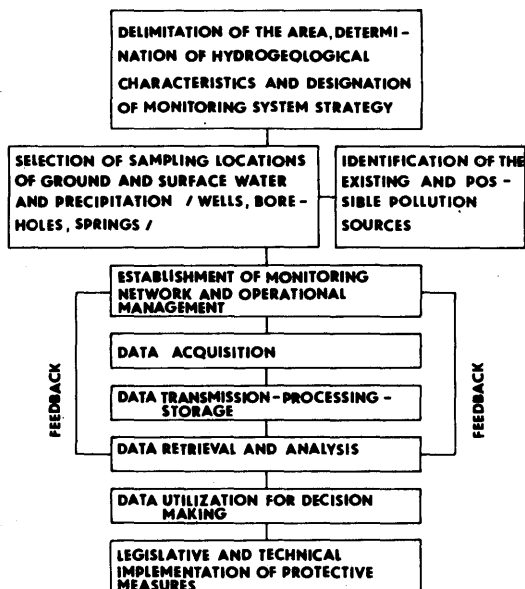 DELIMITATION OF THE AREA, DETERMI-
NATION OF HYDROGEOLOGICAL
CHARACTERISTICS AND DESIGNATION
OF MONITORING SYSTEM STRATEGY
SELECTION OF SAMPLING LOCATIONS
OF GROUND AND SURFACE WATER
AND PRECIPITATION / WELLS, BORE-
HOLES, SPRINGS /
IDENTIFICATION OF THE
EXISTING AND POS-
SIBLE POLLUTION
SOURCES
ESTABLISHMENT OF MONITORING
NETWORK AND OPERATIONAL
MANAGEMENT
DATA ACQUISITION
DATA TRANSMISSION-PROCESSING-
STORAGE
DATA RETRIEVAL AND ANALYSIS
FEEDBACK
FEEDBACK
DATA UTILIZATION FOR DECISION
MAKING
LEGISLATIVE AND TECHNICAL
IMPLEMENTATION OF PROTECTIVE
MEASURES